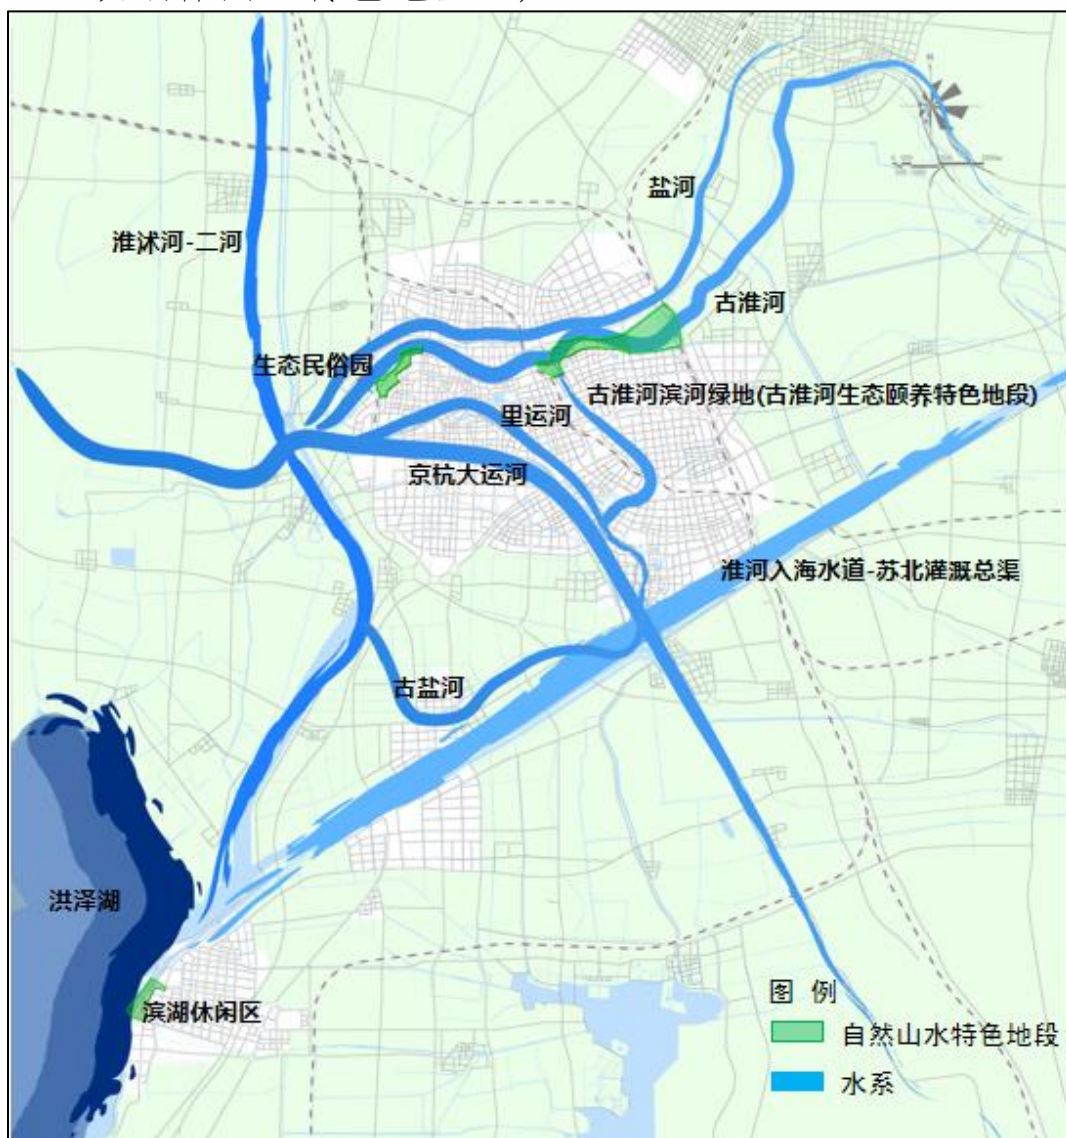 盐河
淮沭河-二河
古淮河
生态民俗园
古淮河滨河绿地(古淮河生态颐养特色地段)
里运河
京杭大运河
淮河入海水道-苏北灌溉总渠
古盐河
洪泽湖
滨湖休闲区
图 例
自然山水特色地段
水系